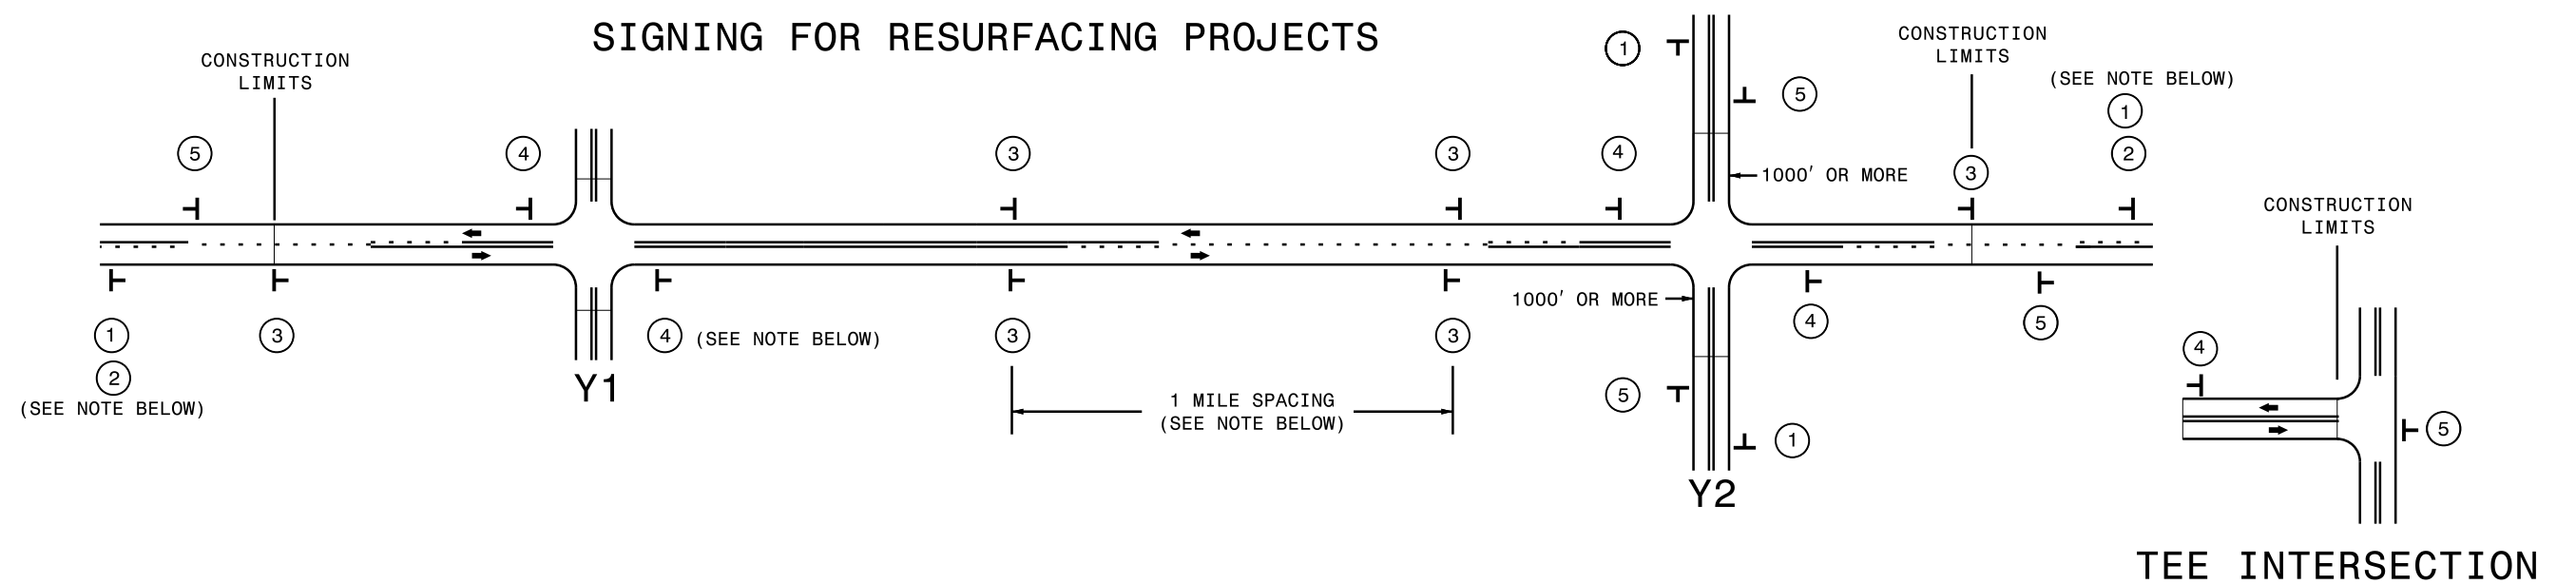 SIGNING FOR RESURFACING PROJECTS
CONSTRUCTION
LIMITS
1
5
CONSTRUCTION
LIMITS
(SEE NOTE BELOW)
1
2
5
4
3
3
4
1000' OR MORE
3
CONSTRUCTION
LIMITS
1
2
(SEE NOTE BELOW)
3
4 (SEE NOTE BELOW)
3
3
1000' OR MORE
4
5
Y1
1 MILE SPACING
(SEE NOTE BELOW)
5
1
Y2
4
5
TEE INTERSECTION